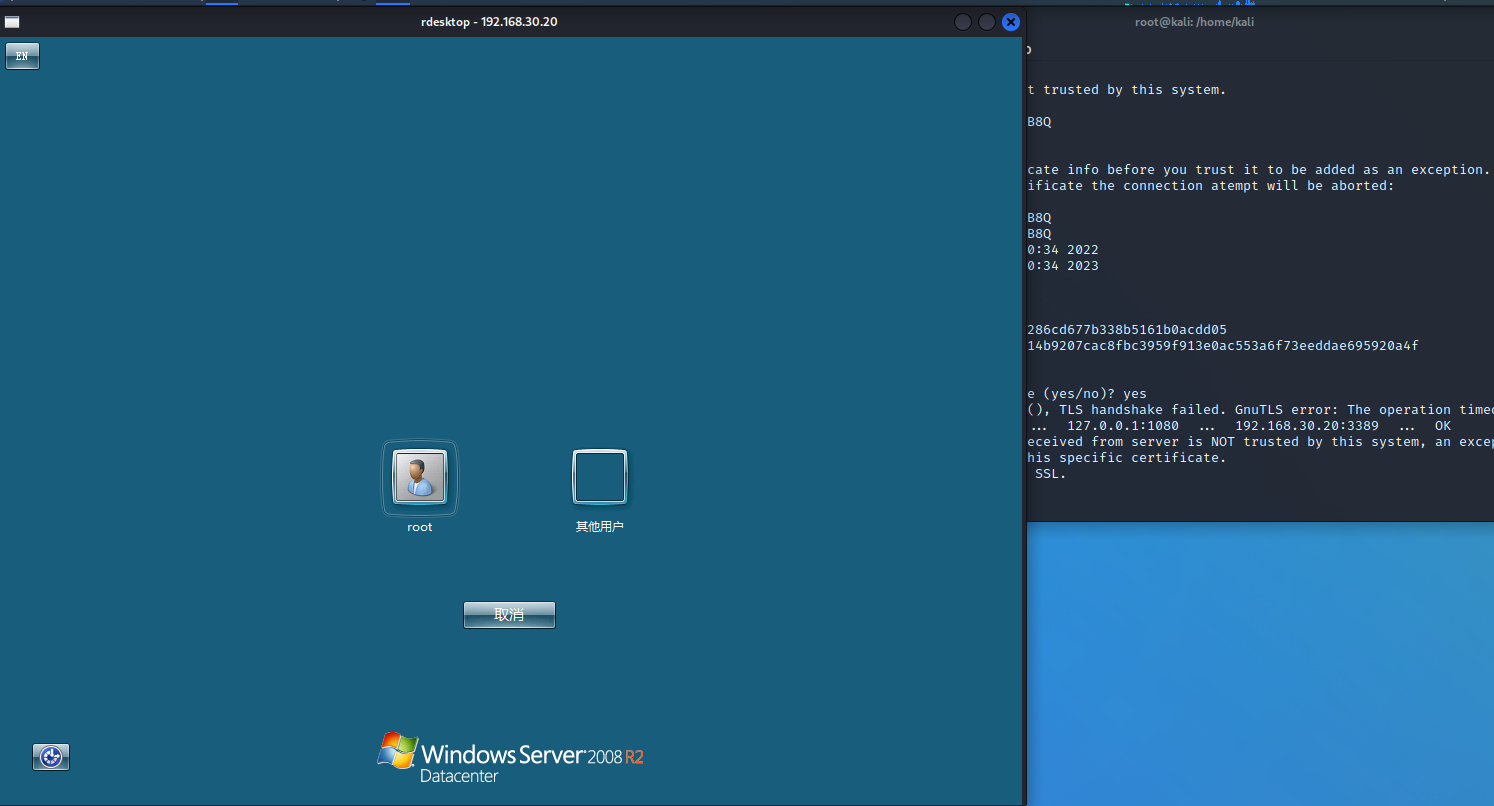 rdesktop - 192.168.30.20
EN
root
其他用户
取消
Windows Server 2008 R2
Datacenter
root@kali: /home/kali
t trusted by this system.
B8Q
cate info before you trust it to be added as an exception.
ificate the connection atempt will be aborted:
B8Q
B8Q
0:34 2022
0:34 2023
286cd677b338b5161b0acdd05
14b9207cac8fbc3959f913e0ac553a6f73eeddae695920a4f
e (yes/no)? yes
(), TLS handshake failed. GnuTLS error: The operation timed
... 127.0.0.1:1080 ... 192.168.30.20:3389 ... OK
eceived from server is NOT trusted by this system, an excep
his specific certificate.
SSL.